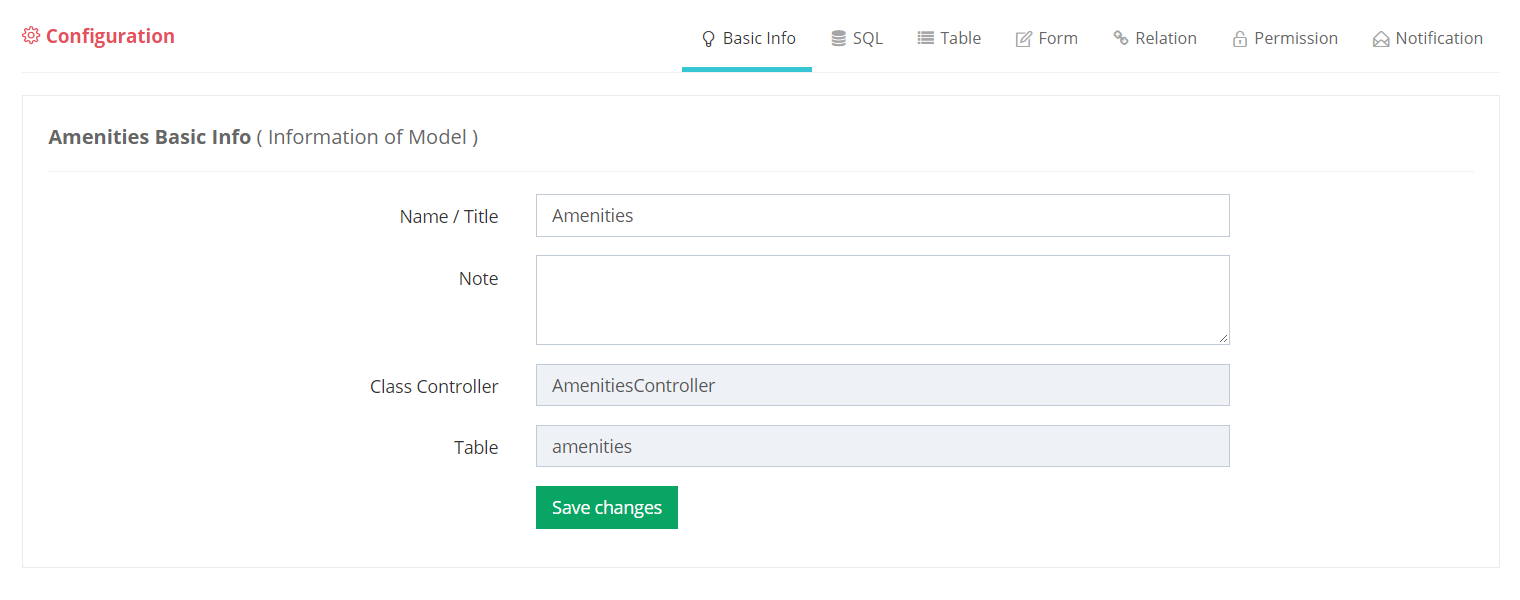 Configuration
Basic Info SQL Table Form Relation Permission Notification
Amenities Basic Info ( Information of Model )
Name / Title Amenities
Note
Class Controller AmenitiesController
Table amenities
Save changes